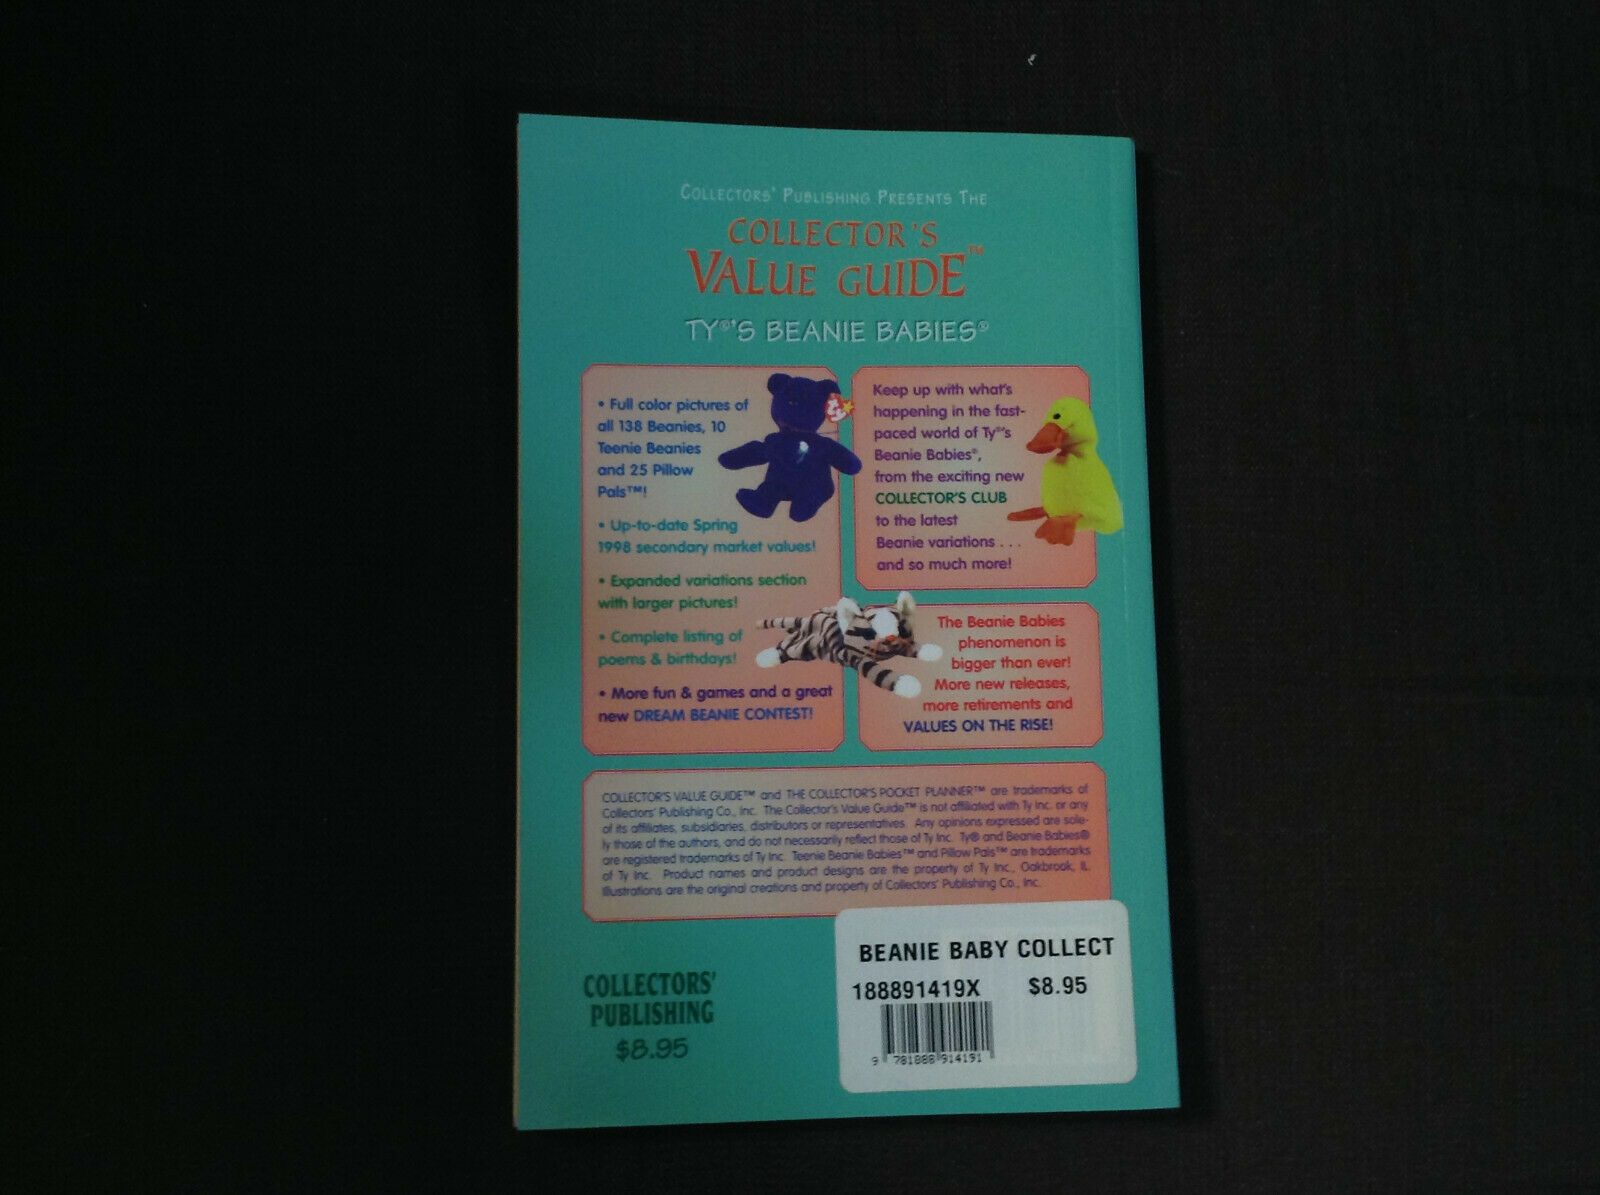 COLLECTORS' PUBLISHING PRESENTS THE
COLLECTOR'S
VALUE GUIDE™
TY®'S BEANIE BABIES®
• Full color pictures of
all 138 Beanies, 10
Teenie Beanies
and 25 Pillow
Pals™!
• Up-to-date Spring
1998 secondary market values!
• Expanded variations section
with larger pictures!
• Complete listing of
poems & birthdays!
• More fun & games and a great
new DREAM BEANIE CONTEST!
ty
Keep up with what's
happening in the fast-
paced world of Ty®'s
Beanie Babies®,
from the exciting new
COLLECTOR'S CLUB
to the latest
Beanie variations . . .
and so much more!
The Beanie Babies
phenomenon is
bigger than ever!
More new releases,
more retirements and
VALUES ON THE RISE!
COLLECTOR'S VALUE GUIDE™ and THE COLLECTOR'S POCKET PLANNER™ are trademarks of
Collectors' Publishing Co., Inc. The Collector's Value Guide™ is not affiliated with Ty Inc. or any
of its affiliates, subsidiaries, distributors or representatives. Any opinions expressed are sole-
ly those of the authors, and do not necessarily reflect those of Ty Inc. Ty® and Beanie Babies®
are registered trademarks of Ty Inc. Teenie Beanie Babies™ and Pillow Pals™ are trademarks
of Ty Inc. Product names and product designs are the property of Ty Inc., Oakbrook, IL.
Illustrations are the original creations and property of Collectors' Publishing Co., Inc.
COLLECTORS'
PUBLISHING
$8.95
BEANIE BABY COLLECT
188891419X $8.95
9 781888 914191